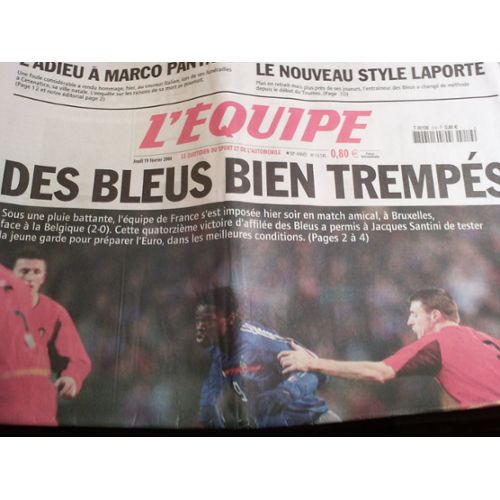 L'ADIEU À MARCO PANT
Une foule considérable a rendu hommage, hier, au coureur italien, lors de ses funérailles
à Cesenatico, sa ville natale. L'enquête sur les raisons de sa mort se poursuit.
(Page 12 et notre éditorial page 2)
LE NOUVEAU STYLE LAPORTE
Plus en retrait mais plus près de ses joueurs, l'entraîneur des Bleus a changé de méthode
depuis le début du Tournoi. (Page 10)
L'ÉQUIPE
Jeudi 19 février 2004
LE QUOTIDIEN DU SPORT ET DE L'AUTOMOBILE
0,80 €
DES BLEUS BIEN TREMPÉS
Sous une pluie battante, l'équipe de France s'est imposée hier soir en match amical, à Bruxelles,
face à la Belgique (2-0). Cette quatorzième victoire d'affilée des Bleus a permis à Jacques Santini de tester
la jeune garde pour préparer l'Euro, dans les meilleures conditions. (Pages 2 à 4)